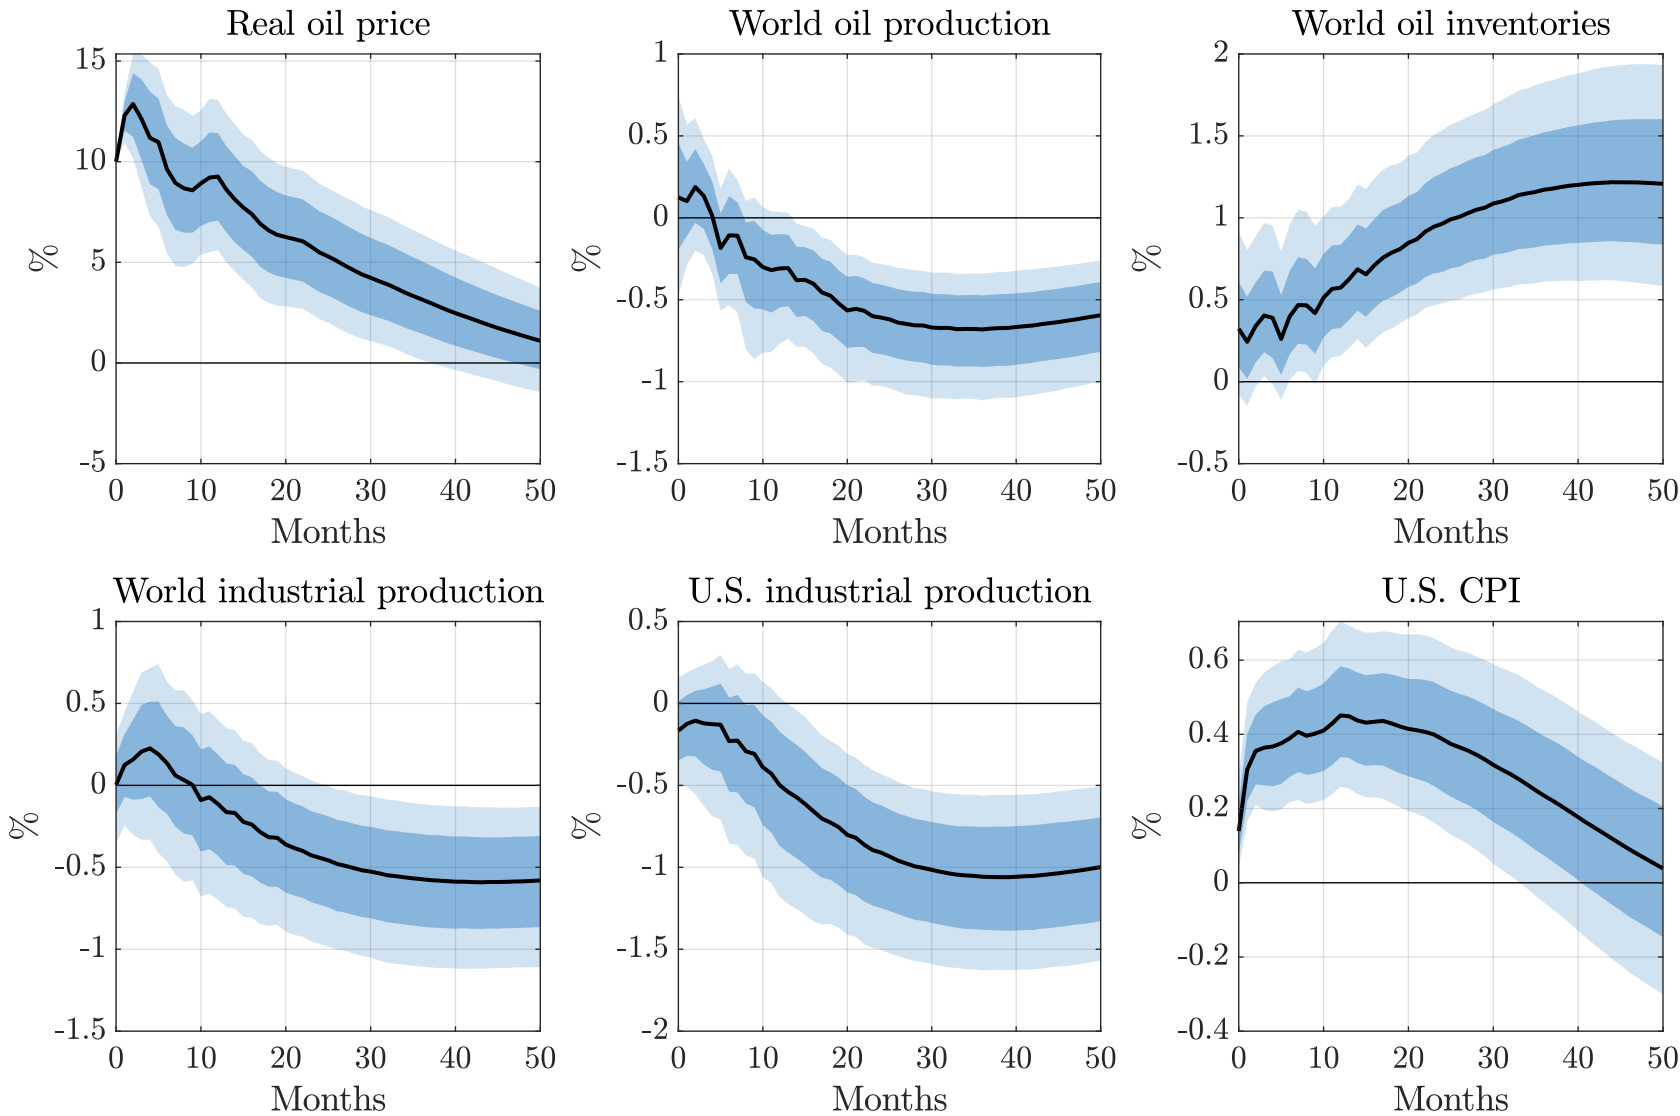 Real oil price
World oil production
World oil inventories
15
10
5
0
-5
%
0 10 20 30 40 50
Months
1
0.5
0
-0.5
-1
-1.5
%
0 10 20 30 40 50
Months
2
1.5
1
0.5
0
-0.5
%
0 10 20 30 40 50
Months
World industrial production
U.S. industrial production
U.S. CPI
1
0.5
0
-0.5
-1
-1.5
%
0 10 20 30 40 50
Months
0.5
0
-0.5
-1
-1.5
-2
%
0 10 20 30 40 50
Months
0.6
0.4
0.2
0
-0.2
-0.4
%
0 10 20 30 40 50
Months